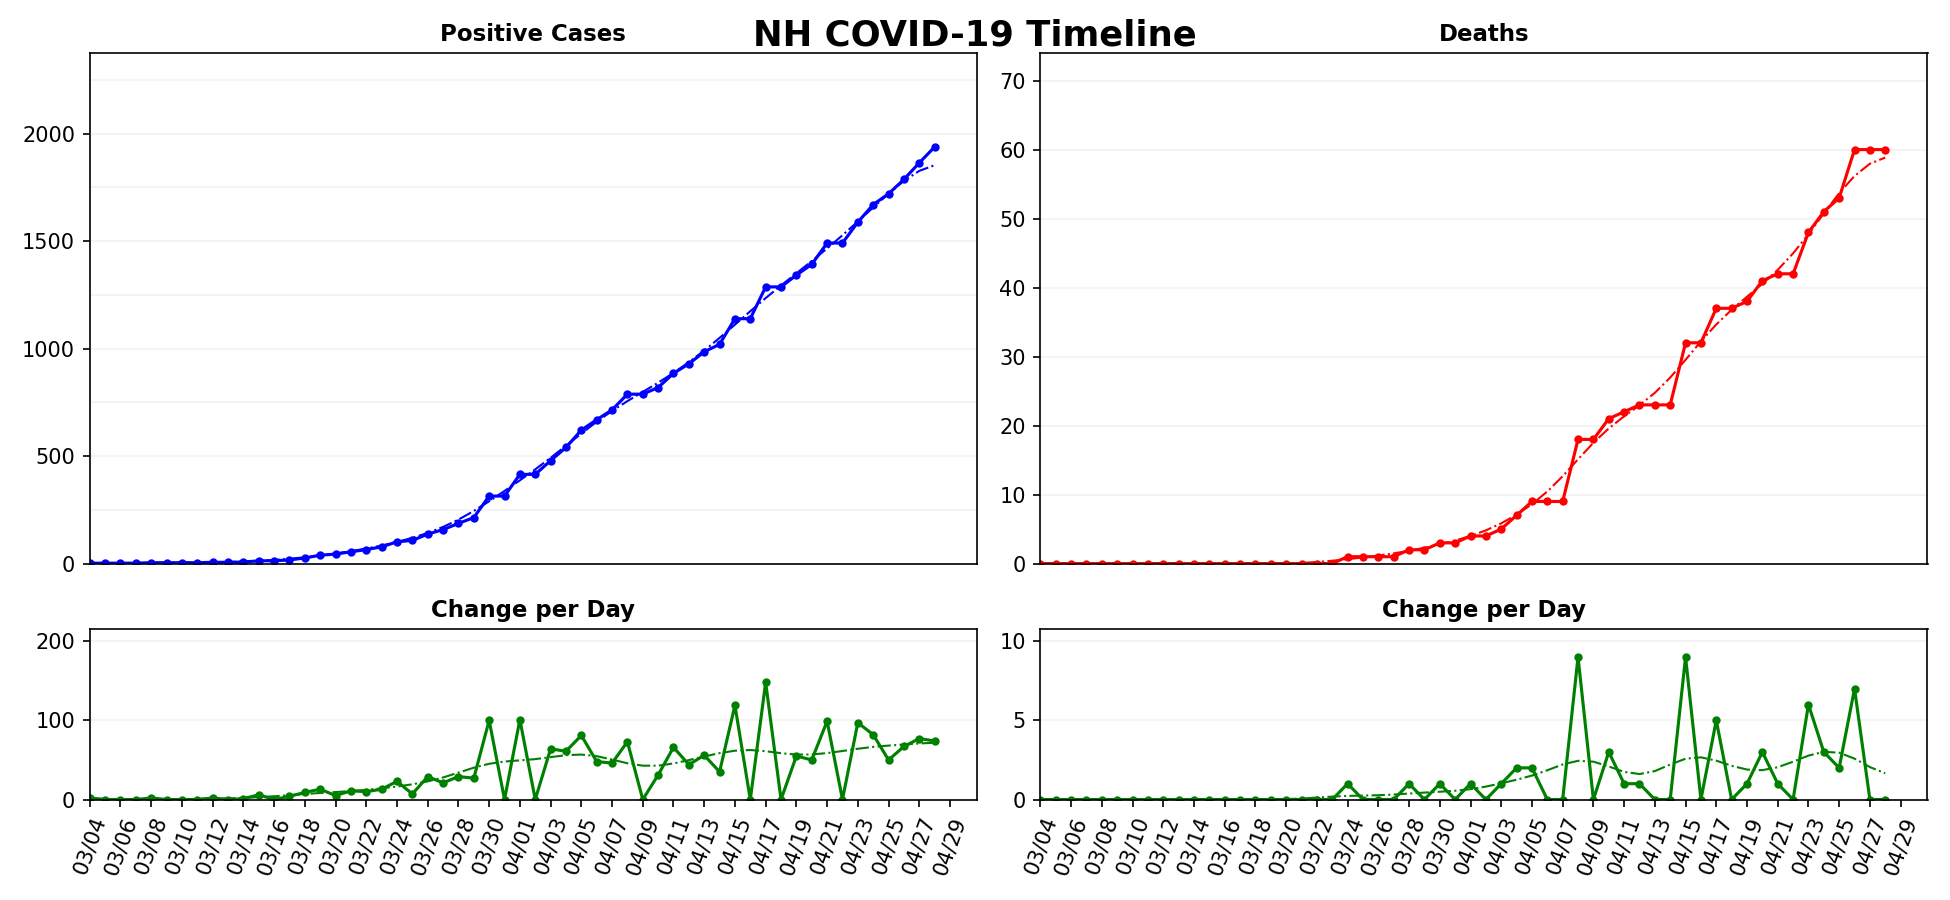 NH COVID-19 Timeline
Positive Cases
2000
1500
1000
500
0
Deaths
70
60
50
40
30
20
10
0
Change per Day
200
100
0
03/04 03/06 03/08 03/10 03/12 03/14 03/16 03/18 03/20 03/22 03/24 03/26 03/28 03/30 04/01 04/03 04/05 04/07 04/09 04/11 04/13 04/15 04/17 04/19 04/21 04/23 04/25 04/27 04/29
Change per Day
10
5
0
03/04 03/06 03/08 03/10 03/12 03/14 03/16 03/18 03/20 03/22 03/24 03/26 03/28 03/30 04/01 04/03 04/05 04/07 04/09 04/11 04/13 04/15 04/17 04/19 04/21 04/23 04/25 04/27 04/29